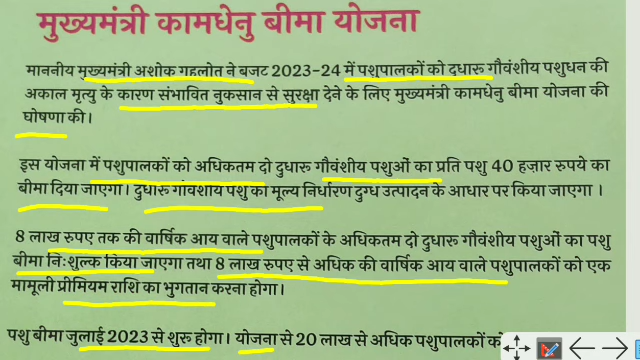 मुख्यमंत्री कामधेनु बीमा योजना
माननीय मुख्यमंत्री अशोक गहलोत ने बजट 2023-24 में पशुपालकों को दुधारू गौवंशीय पशुधन की
अकाल मृत्यु के कारण संभावित नुकसान से सुरक्षा देने के लिए मुख्यमंत्री कामधेनु बीमा योजना की
घोषणा की।
इस योजना में पशुपालकों को अधिकतम दो दुधारू गौवंशीय पशुओं का प्रति पशु 40 हज़ार रुपये का
बीमा दिया जाएगा। दुधारू गौवंशीय पशु का मूल्य निर्धारण दुग्ध उत्पादन के आधार पर किया जाएगा ।
8 लाख रुपए तक की वार्षिक आय वाले पशुपालकों के अधिकतम दो दुधारू गौवंशीय पशुओं का पशु
बीमा निःशुल्क किया जाएगा तथा 8 लाख रुपए से अधिक की वार्षिक आय वाले पशुपालकों को एक
मामूली प्रीमियम राशि का भुगतान करना होगा।
पशु बीमा जुलाई 2023 से शुरू होगा। योजना से 20 लाख से अधिक पशुपालकों को